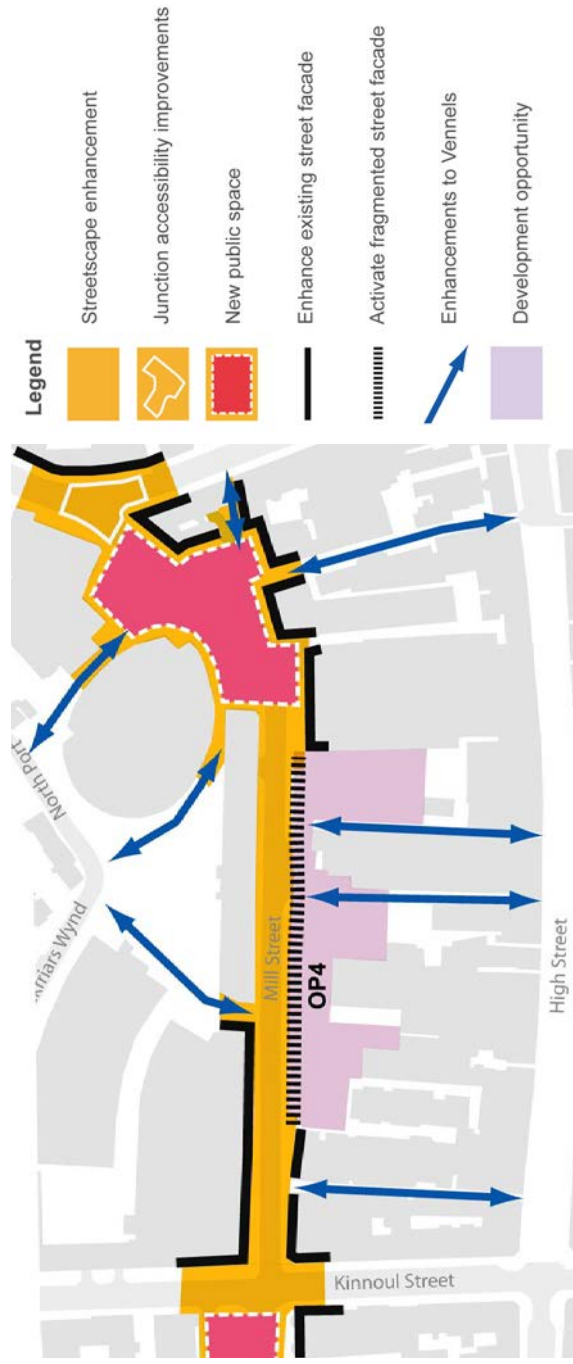 Legend
Streetscape enhancement
Junction accessibility improvements
New public space
Enhance existing street facade
Activate fragmented street facade
Enhancements to Vennels
Development opportunity
North Port
Mill Street
OP4
High Street
Kinnoul Street
Wynd